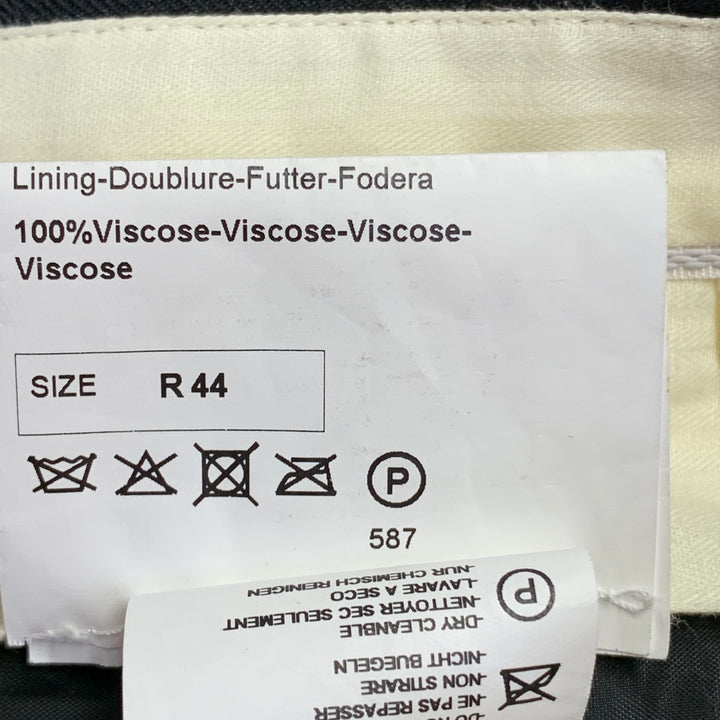 Lining-Doublure-Futter-Fodera
100%Viscose-Viscose-Viscose-
Viscose
SIZE R 44
P
587
P
-DRY CLEANBLE
-NETTOYER SEC SEULEMENT
-LAVARE A SECO
-NUR CHEMISCH REINIGEN
-NE PAS REPASSER
-NON STIRARE
-NICHT BUEGELN